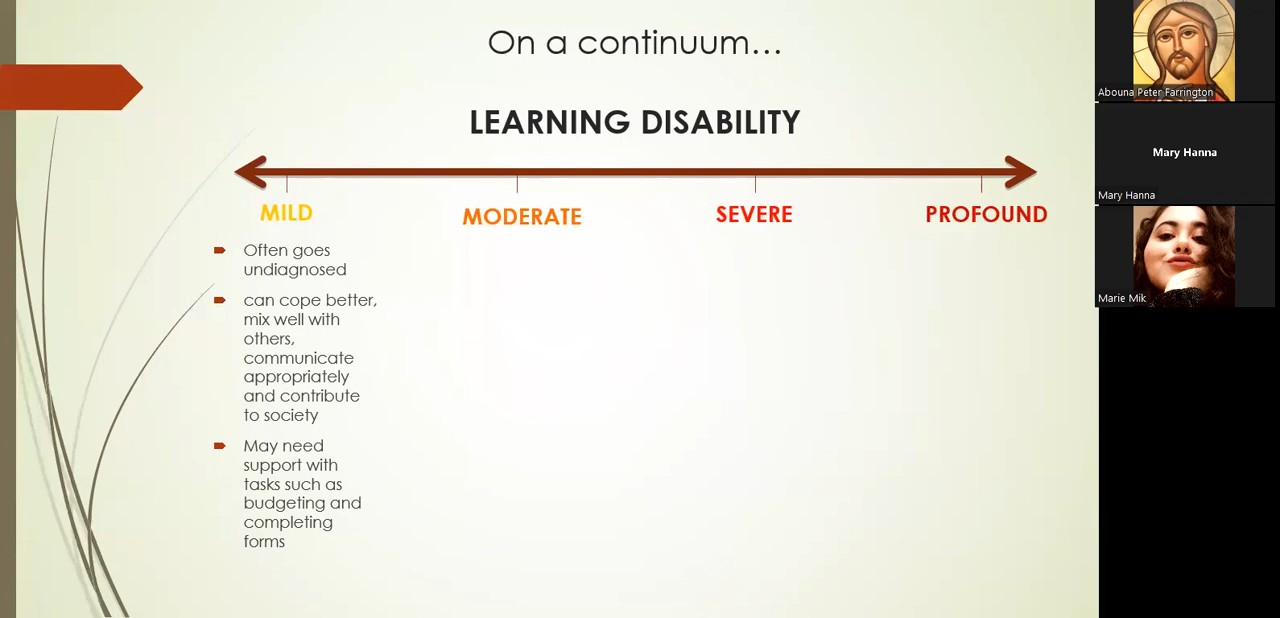 On a continuum...
LEARNING DISABILITY
MILD
MODERATE
SEVERE
PROFOUND
Often goes
undiagnosed
can cope better,
mix well with
others,
communicate
appropriately
and contribute
to society
May need
support with
tasks such as
budgeting and
completing
forms
Abouna Peter Farrington
Mary Hanna
Mary Hanna
Marie Mik